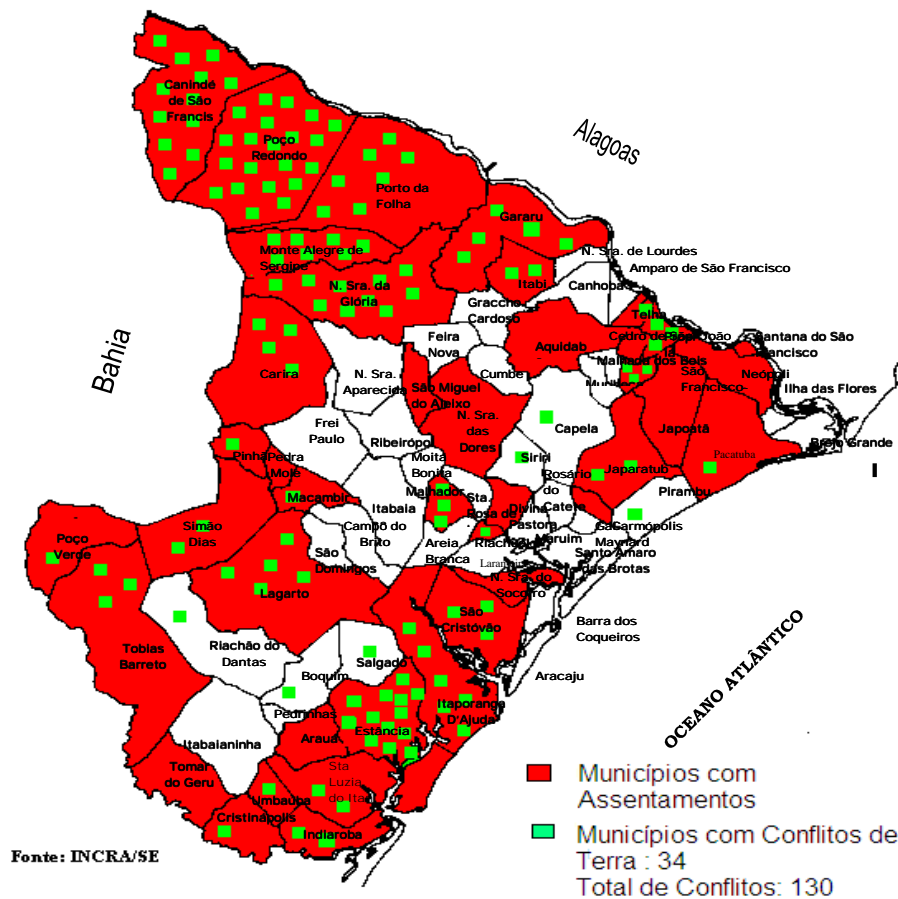 Alagoas
Bahia
Canindé
de São
Francis
Poço
Redondo
Porto da
Folha
Gararu
Monte Alegre de
Sergipe
N. Sra. da
Glória
Itabi
N. Sra. de Lourdes
Amparo de São Francisco
Canhoba
Graccho
Cardoso
Telha
Feira
Nova
Aquidab
Santana do São
Francisco
Carira
N. Sra.
Aparecida
Cumbe
Malhada dos Bois
São
Francisco
Neópoli
Ilha das Flores
São Miguel
do Aleixo
N. Sra.
das
Dores
Capela
Japoatã
Brejo Grande
Frei
Paulo
Ribeirópol
Pinhã
Pedra
Mole
Moita
Bonita
Siriri
Rosário
do
Catete
Japaratub
Pacatuba
Pirambu
Macambir
Malhador
Sta.
Rosa de
Divina
Pastora
Itabaia
Simão
Dias
Campo do
Brito
Areia
Branca
Maruim
Carmópolis
Maynard
Santo Amaro
das Brotas
Poço
Verde
São
Domingos
N. Sra. do
Socorro
Lagarto
São
Cristóvão
Barra dos
Coqueiros
Tobias
Barreto
Riachão do
Dantas
Salgado
Aracaju
OCEANO ATLÂNTICO
Boquim
Itaporanga
D'Ajuda
Pedrinhas
Arauá
Estância
Itabaianinha
Tomar
do Geru
Sta
Luzia
do Ita
Umbaúba
Cristinápolis
Indiaroba
Municípios com
Assentamentos
Municípios com Conflitos de
Terra : 34
Total de Conflitos: 130
Fonte: INCRA/SE